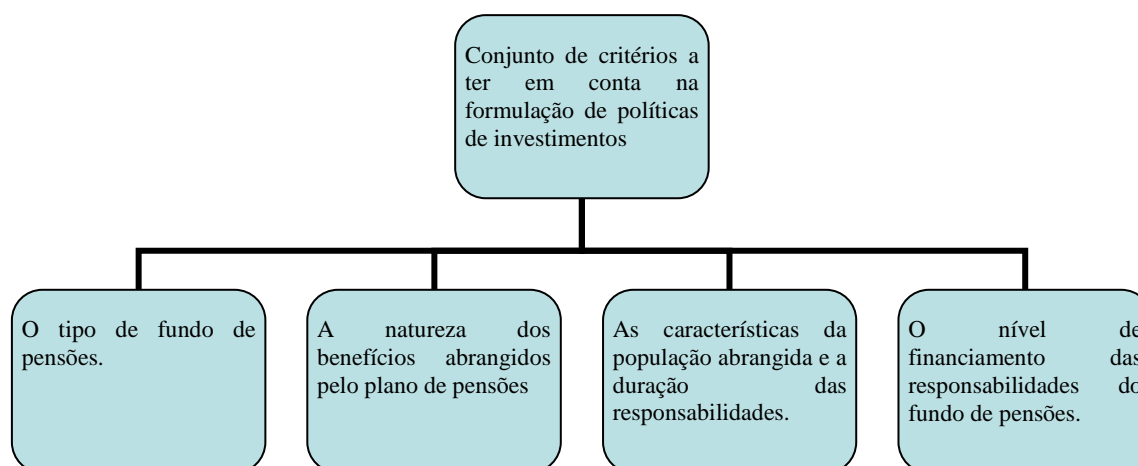 Conjunto de critérios a
ter em conta na
formulação de políticas
de investimentos
O tipo de fundo de
pensões.
A natureza dos
benefícios abrangidos
pelo plano de pensões
As características da
população abrangida e a
duração das
responsabilidades.
O nível de
financiamento das
responsabilidades do
fundo de pensões.